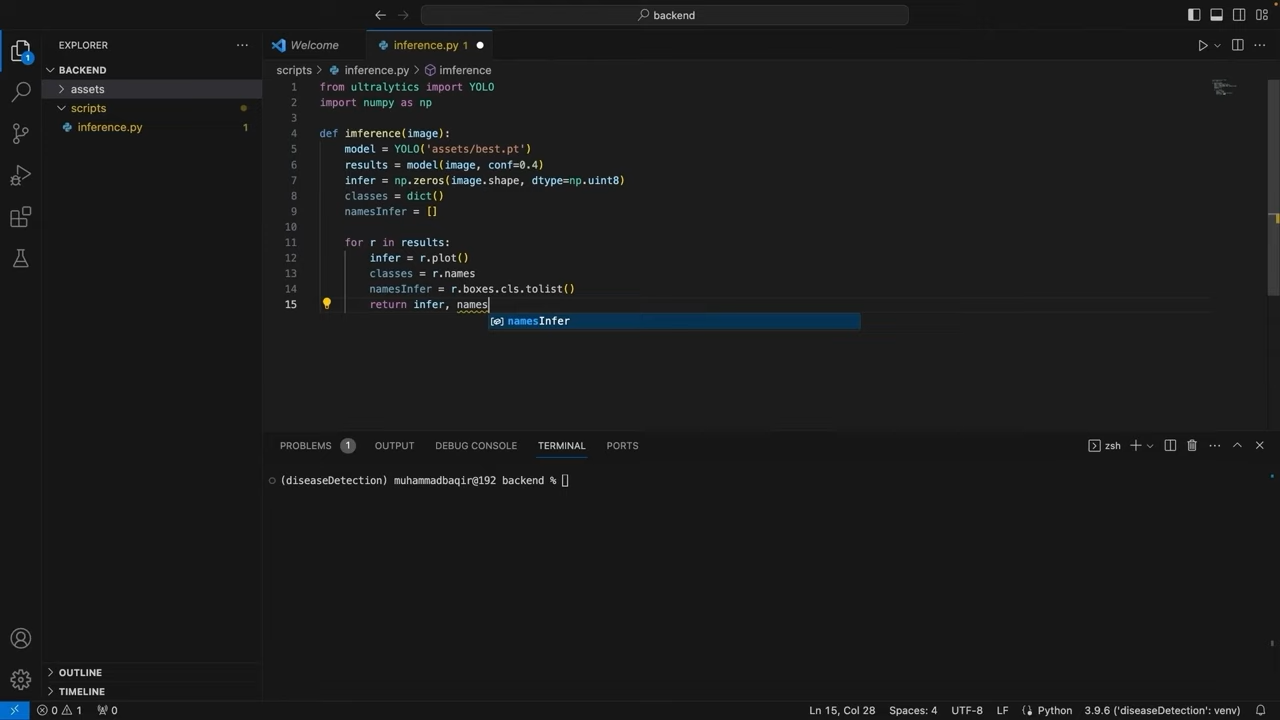 backend
EXPLORER
Welcome
inference.py 1
BACKEND
scripts
inference.py
imference
assets
scripts
inference.py
1
1 from ultralytics import YOLO
2 import numpy as np
3
4 def imference(image):
5 model = YOLO('assets/best.pt')
6 results = model(image, conf=0.4)
7 infer = np.zeros(image.shape, dtype=np.uint8)
8 classes = dict()
9 namesInfer = []
10
11 for r in results:
12 infer = r.plot()
13 classes = r.names
14 namesInfer = r.boxes.cls.tolist()
15 return infer, names
namesInfer
PROBLEMS 1 OUTPUT DEBUG CONSOLE TERMINAL PORTS
zsh
(diseaseDetection) muhammadbaqir@192 backend %
OUTLINE
TIMELINE
0 1 0
Ln 15, Col 28 Spaces: 4 UTF-8 LF Python 3.9.6 ('diseaseDetection': venv)
1